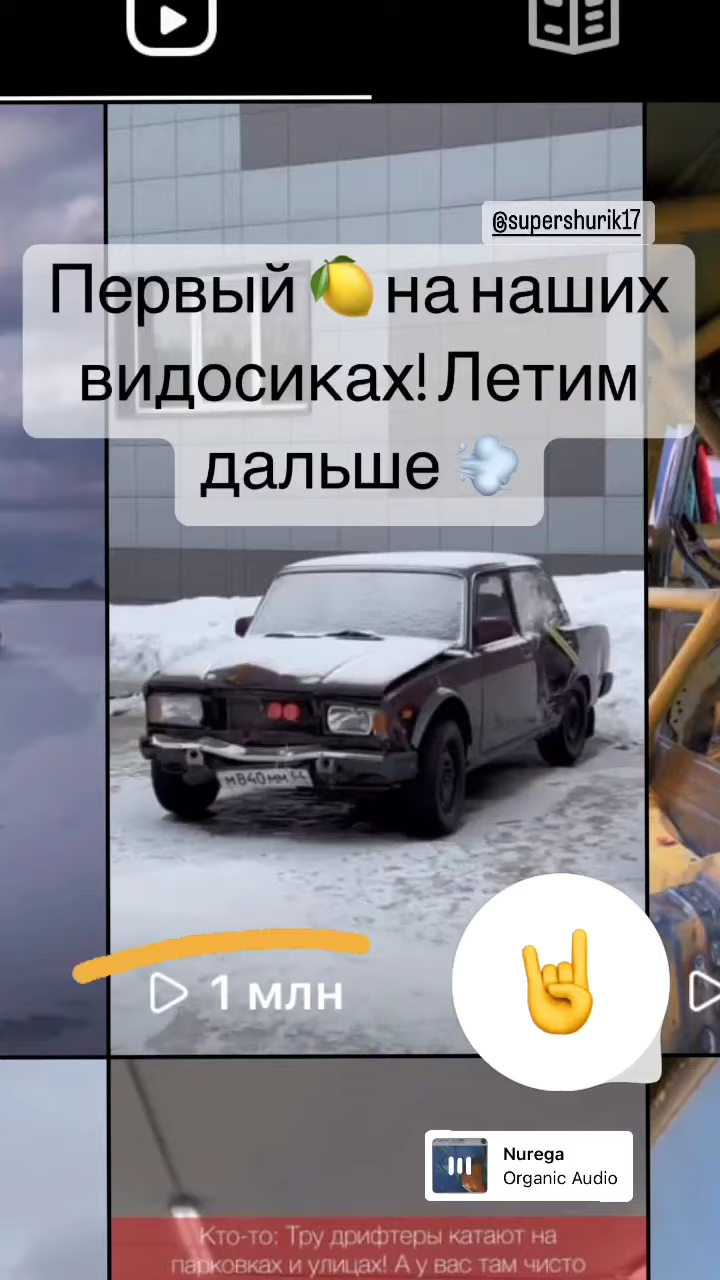 @supershurik17
Первый 🍋 на наших
видосиках! Летим
дальше 💨
м840мм64
1 млн
Nurega
Organic Audio
Кто-то: Тру дрифтеры катают на
парковках и улицах! А у вас там чисто